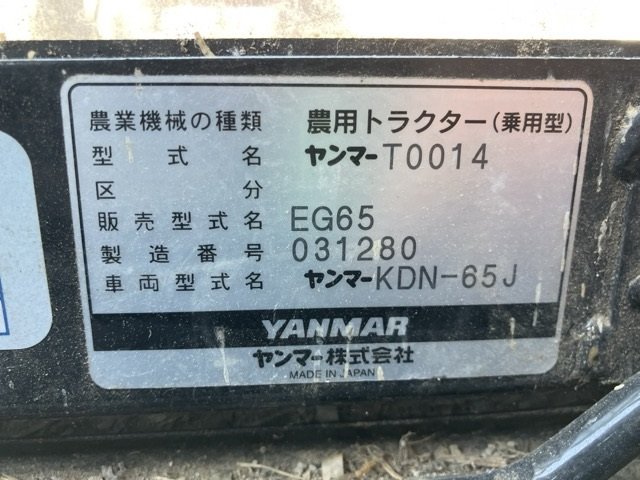 農業機械の種類 農用トラクター(乗用型)
型式名 ヤンマーT0014
区分
販売型式名 EG65
製造番号 031280
車両型式名 ヤンマーKDN-65J
YANMAR
ヤンマー株式会社
MADE IN JAPAN